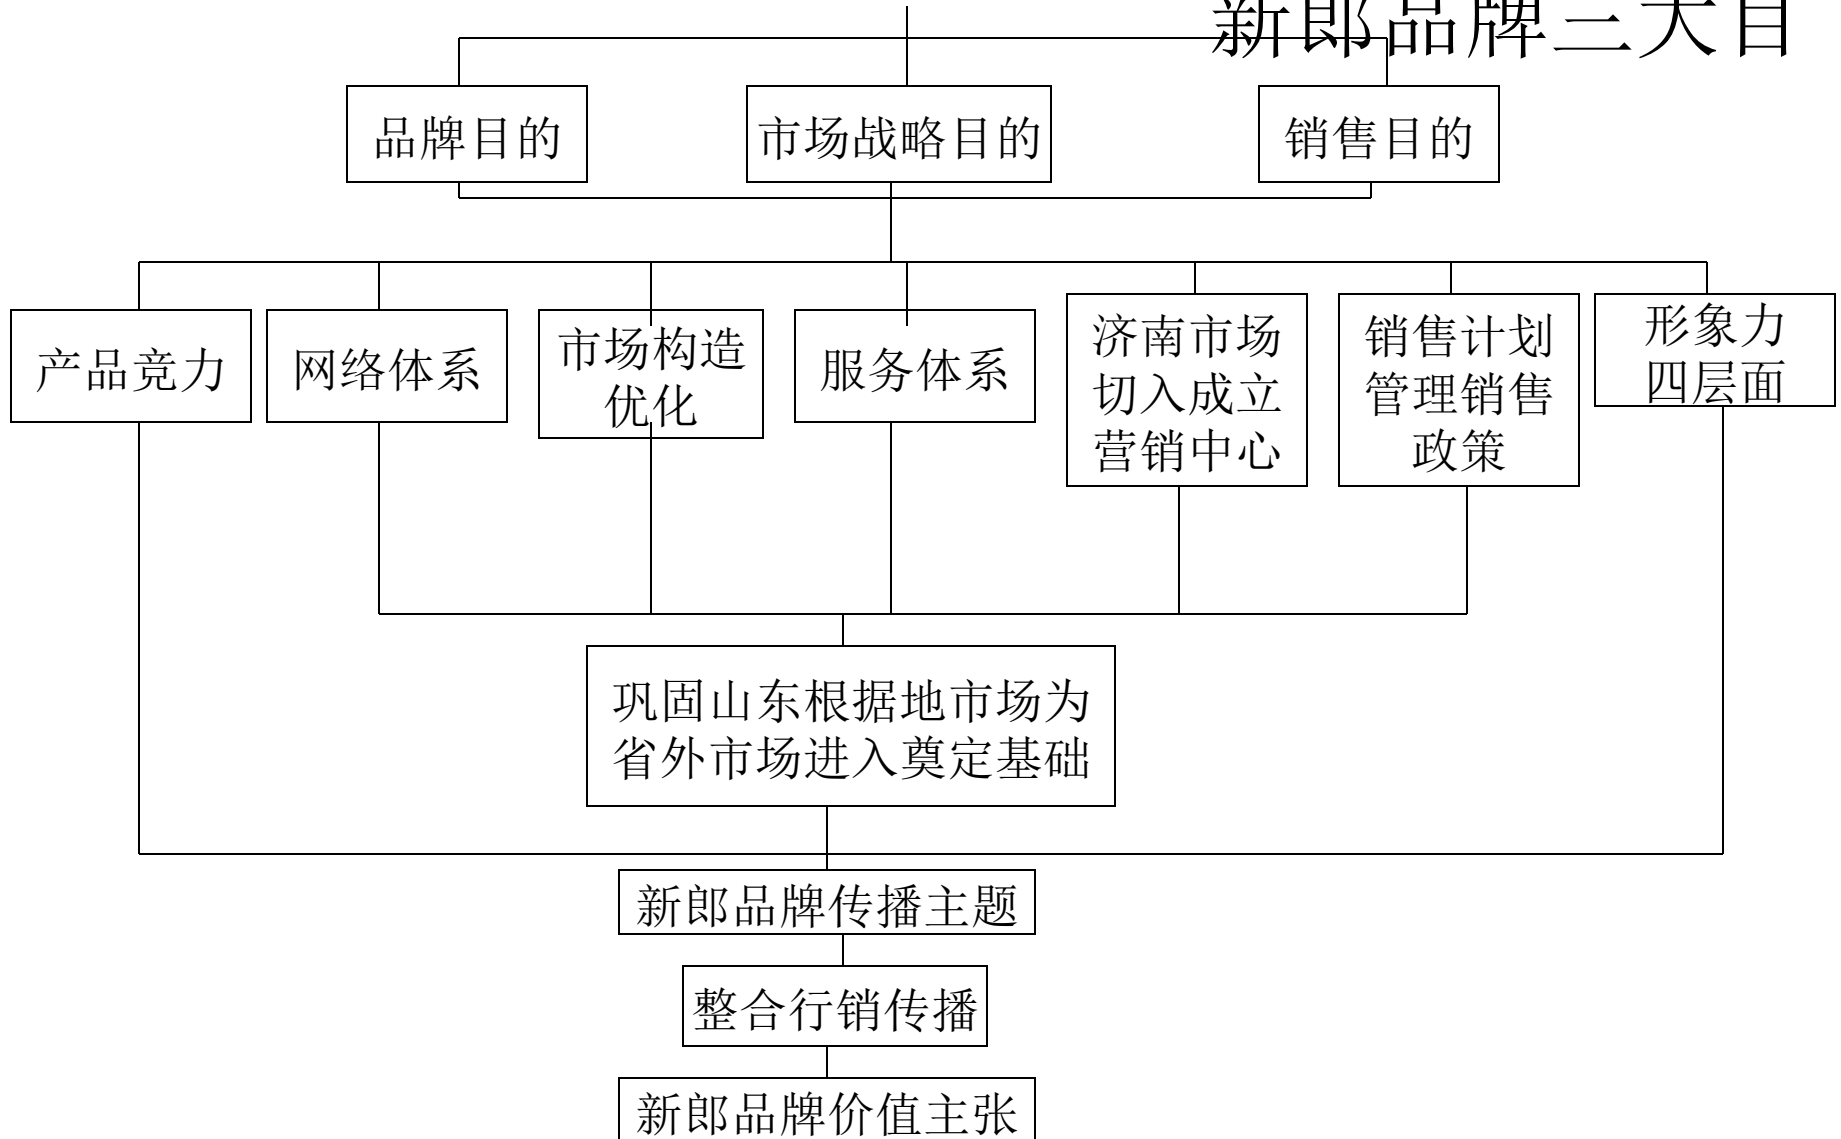 新郎品牌三大目
品牌目的
市场战略目的
销售目的
产品竞力
网络体系
市场构造
优化
服务体系
济南市场
切入成立
营销中心
销售计划
管理销售
政策
形象力
四层面
巩固山东根据地市场为
省外市场进入奠定基础
新郎品牌传播主题
整合行销传播
新郎品牌价值主张